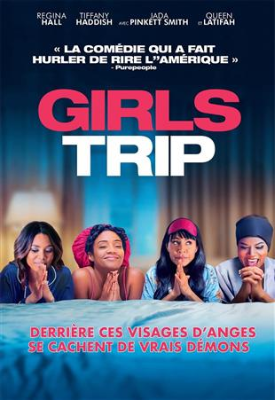 REGINA HALL TIFFANY HADDISH AVEC JADA PINKETT SMITH QUEEN ET LATIFAH
« LA COMÉDIE QUI A FAIT
HURLER DE RIRE L'’AMÉRIQUE »
- Purepeople
GIRLS
TRIP
DERRIÈRE CES VISAGES D'ANGES
SE CACHENT DE VRAIS DÉMONS